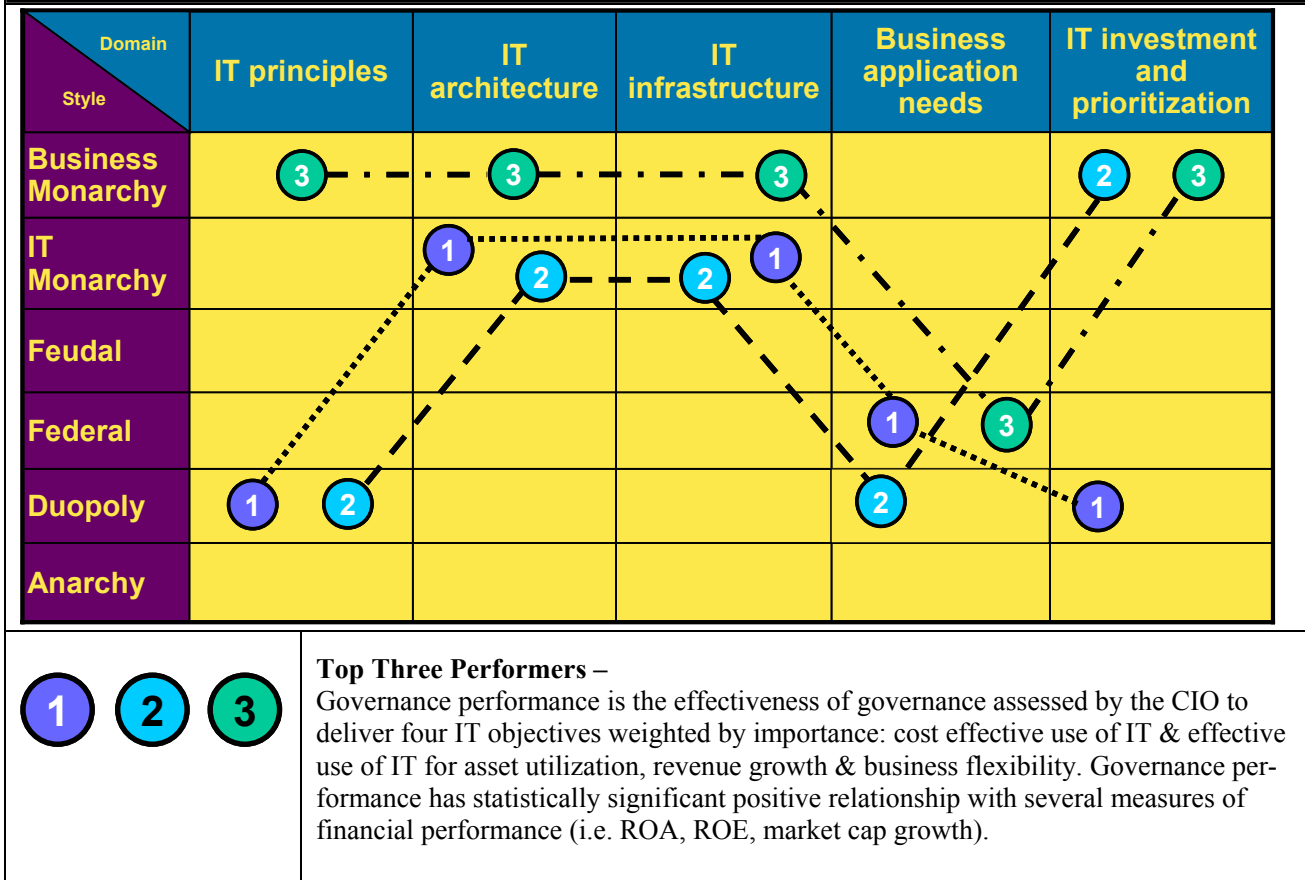 Domain
Style
IT principles
IT
architecture
IT
infrastructure
Business
application
needs
IT investment
and
prioritization
Business
Monarchy
3
3
3
2
3
IT
Monarchy
1
2
2
1
Feudal
Federal
1
3
Duopoly
1
2
2
1
Anarchy
1
2
3
Top Three Performers –
Governance performance is the effectiveness of governance assessed by the CIO to
deliver four IT objectives weighted by importance: cost effective use of IT & effective
use of IT for asset utilization, revenue growth & business flexibility. Governance per-
formance has statistically significant positive relationship with several measures of
financial performance (i.e. ROA, ROE, market cap growth).